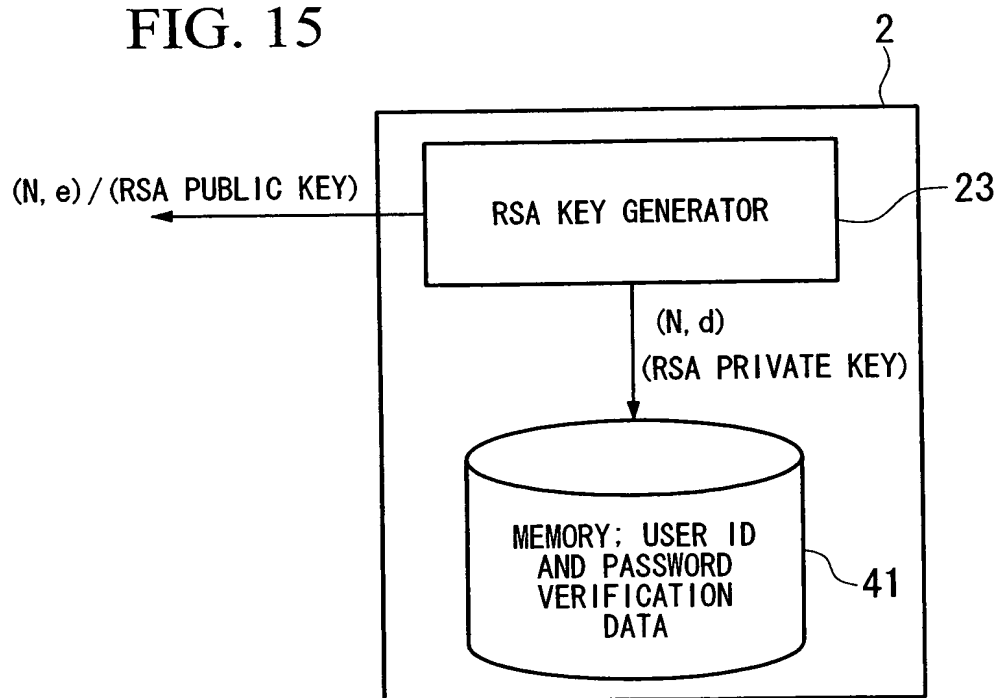 FIG. 15
2
(N, e)/(RSA PUBLIC KEY)
RSA KEY GENERATOR
23
(N, d)
(RSA PRIVATE KEY)
MEMORY; USER ID
AND PASSWORD
VERIFICATION
DATA
41